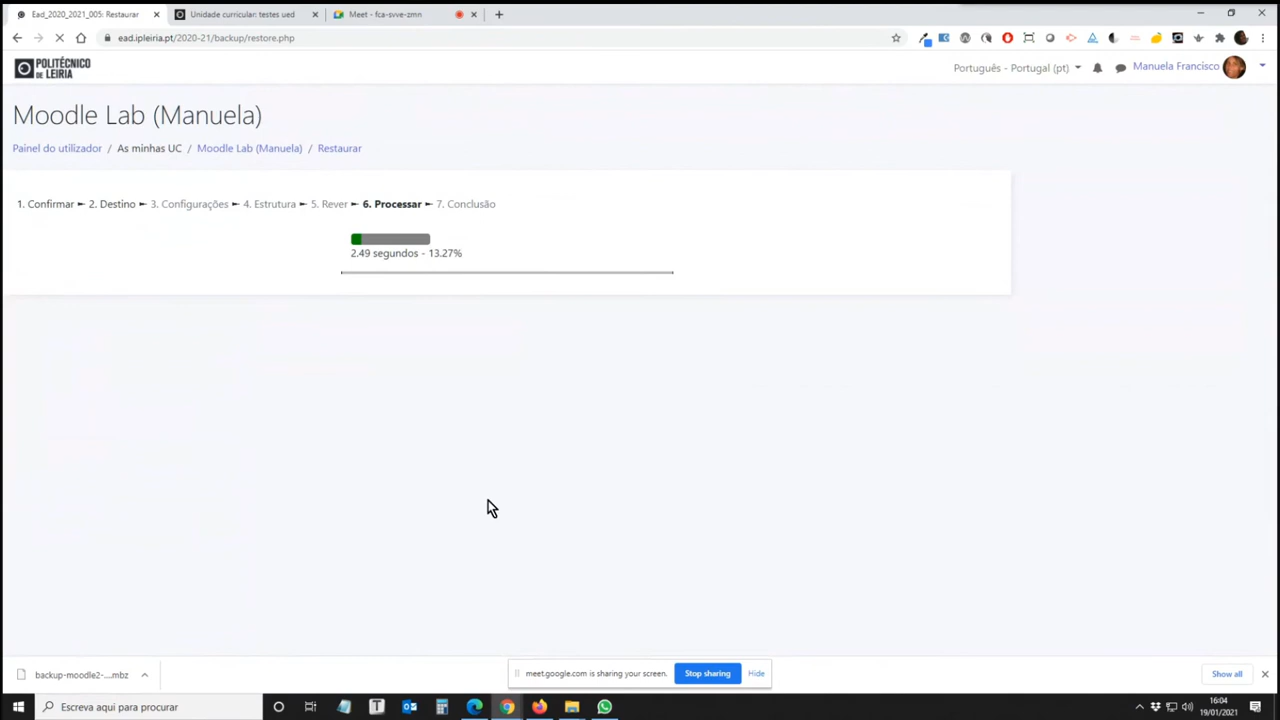 Ead_2020_2021_005: Restaurar
Unidade curricular: testes ued
Meet - fca-svve-zmn
ead.ipleiria.pt/2020-21/backup/restore.php
POLITÉCNICO
DE LEIRIA
Português - Portugal (pt)
Manuela Francisco
Moodle Lab (Manuela)
Painel do utilizador / As minhas UC / Moodle Lab (Manuela) / Restaurar
1. Confirmar ► 2. Destino ► 3. Configurações ► 4. Estrutura ► 5. Rever ► 6. Processar ► 7. Conclusão
2.49 segundos - 13.27%
backup-moodle2-....mbz
meet.google.com is sharing your screen.
Stop sharing
Hide
Show all
Escreva aqui para procurar
16:04
19/01/2021